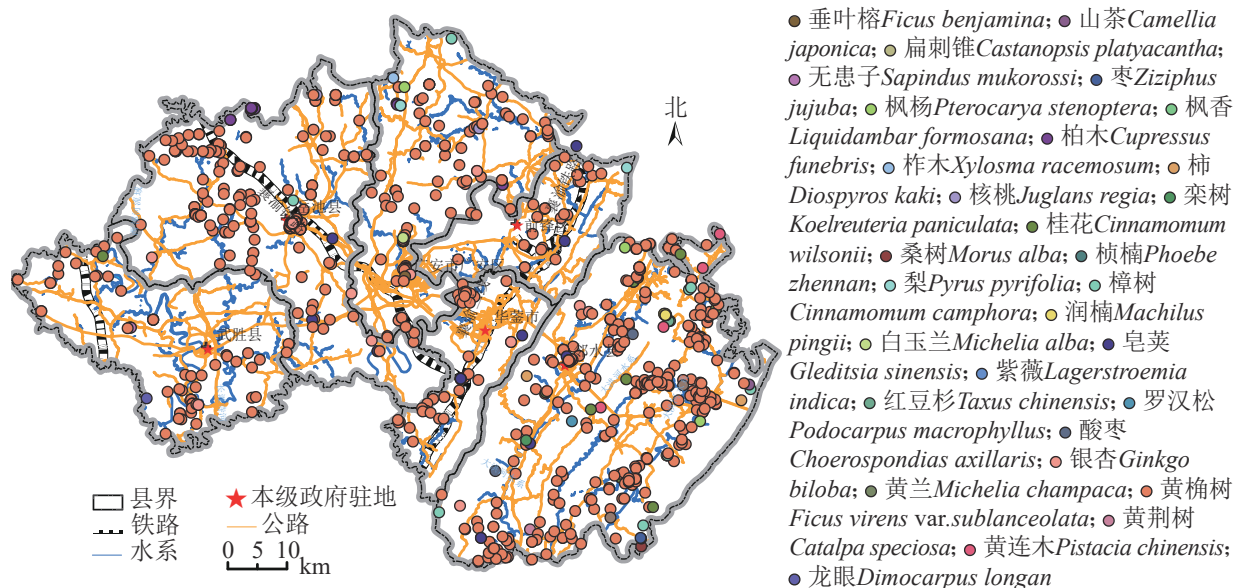 ● 垂叶榕Ficus benjamina; ● 山茶Camellia
japonica; ● 扁刺锥Castanopsis platyacantha;
● 无患子Sapindus mukorossi; ● 枣Ziziphus
jujuba; ● 枫杨Pterocarya stenoptera; ● 枫香
Liquidambar formosana; ● 柏木Cupressus
funebris; ● 柞木Xylosma racemosum; ● 柿
Diospyros kaki; ● 核桃Juglans regia; ● 栾树
Koelreuteria paniculata; ● 桂花Cinnamomum
wilsonii; ● 桑树Morus alba; ● 桢楠Phoebe
zhennan; ● 梨Pyrus pyrifolia; ● 樟树
Cinnamomum camphora; ● 润楠Machilus
pingii; ● 白玉兰Michelia alba; ● 皂荚
Gleditsia sinensis; ● 紫薇Lagerstroemia
indica; ● 红豆杉Taxus chinensis; ● 罗汉松
Podocarpus macrophyllus; ● 酸枣
Choerospondias axillaris; ● 银杏Ginkgo
biloba; ● 黄兰Michelia champaca; ● 黄桷树
Ficus virens var.sublanceolata; ● 黄荆树
Catalpa speciosa; ● 黄连木Pistacia chinensis;
● 龙眼Dimocarpus longan
北
池县
华蓥市
武胜县
水县
县界
本级政府驻地
铁路
公路
水系
0 5 10
km